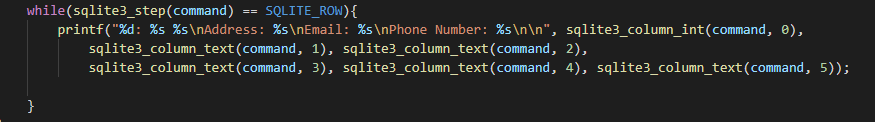 while(sqlite3_step(command) == SQLITE_ROW){
printf("%d: %s %s\nAddress: %s\nEmail: %s\nPhone Number: %s\n\n", sqlite3_column_int(command, 0),
sqlite3_column_text(command, 1), sqlite3_column_text(command, 2),
sqlite3_column_text(command, 3), sqlite3_column_text(command, 4), sqlite3_column_text(command, 5));
}